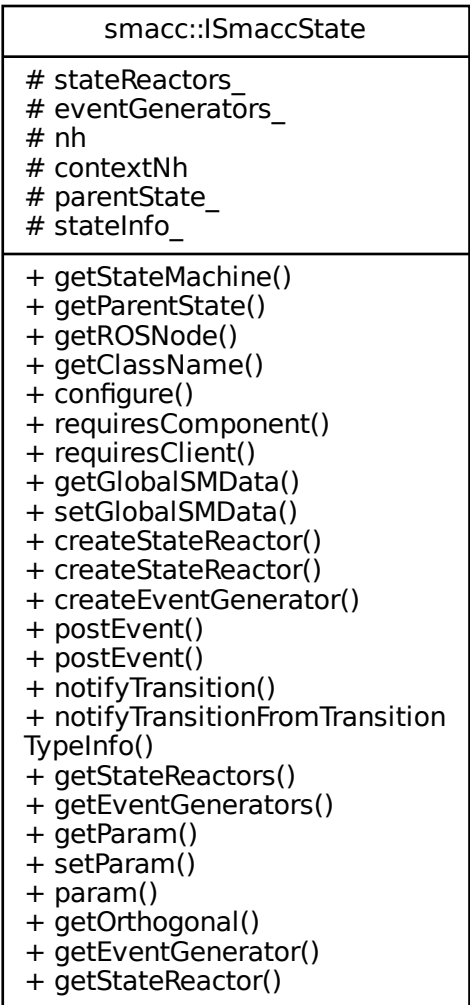 smacc::ISmaccState
# stateReactors_
# eventGenerators_
# nh
# contextNh
# parentState_
# stateInfo_
+ getStateMachine()
+ getParentState()
+ getROSNode()
+ getClassName()
+ configure()
+ requiresComponent()
+ requiresClient()
+ getGlobalSMData()
+ setGlobalSMData()
+ createStateReactor()
+ createStateReactor()
+ createEventGenerator()
+ postEvent()
+ postEvent()
+ notifyTransition()
+ notifyTransitionFromTransition
TypeInfo()
+ getStateReactors()
+ getEventGenerators()
+ getParam()
+ setParam()
+ param()
+ getOrthogonal()
+ getEventGenerator()
+ getStateReactor()